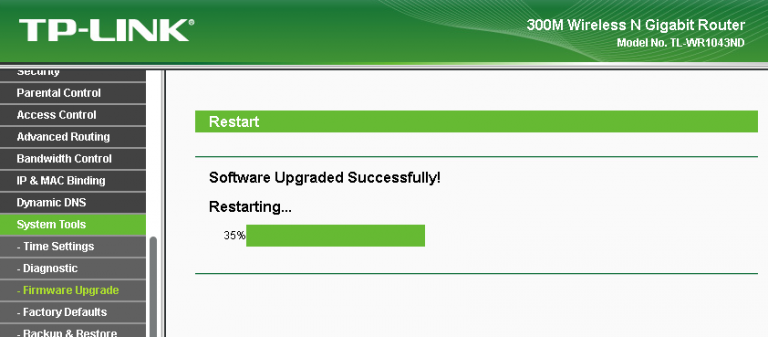 TP-LINK®
300M Wireless N Gigabit Router
Model No. TL-WR1043ND
Security
Parental Control
Access Control
Advanced Routing
Bandwidth Control
IP & MAC Binding
Dynamic DNS
System Tools
- Time Settings
- Diagnostic
- Firmware Upgrade
- Factory Defaults
- Backup & Restore
Restart
Software Upgraded Successfully!
Restarting...
35%